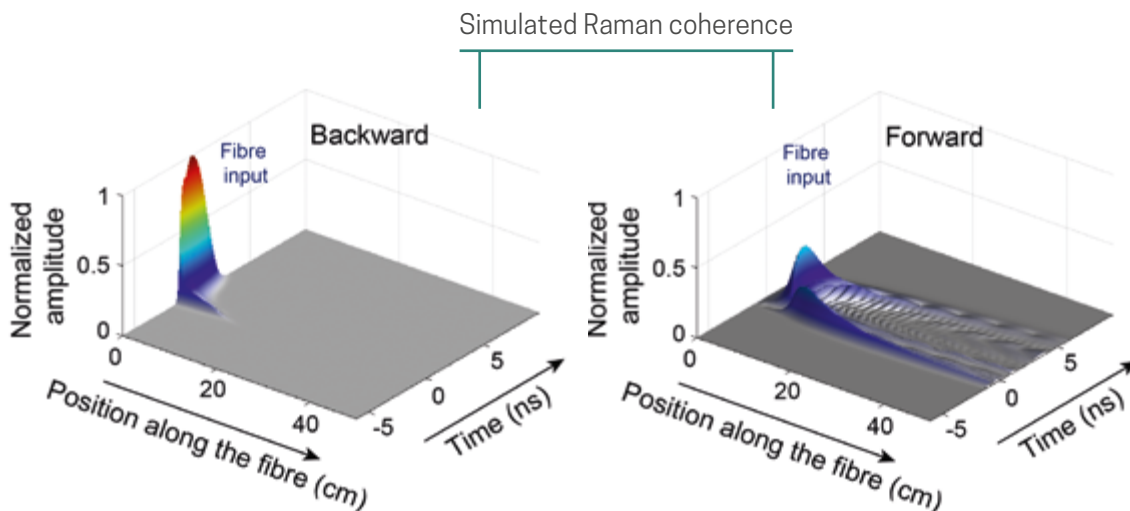 Simulated Raman coherence
Backward
Fibre
input
Normalized
amplitude
1
0.5
0
0
20
40
Position along the fibre (cm)
-5
0
5
Time (ns)
Forward
Fibre
input
Normalized
amplitude
1
0.5
0
0
20
40
Position along the fibre (cm)
-5
0
5
Time (ns)